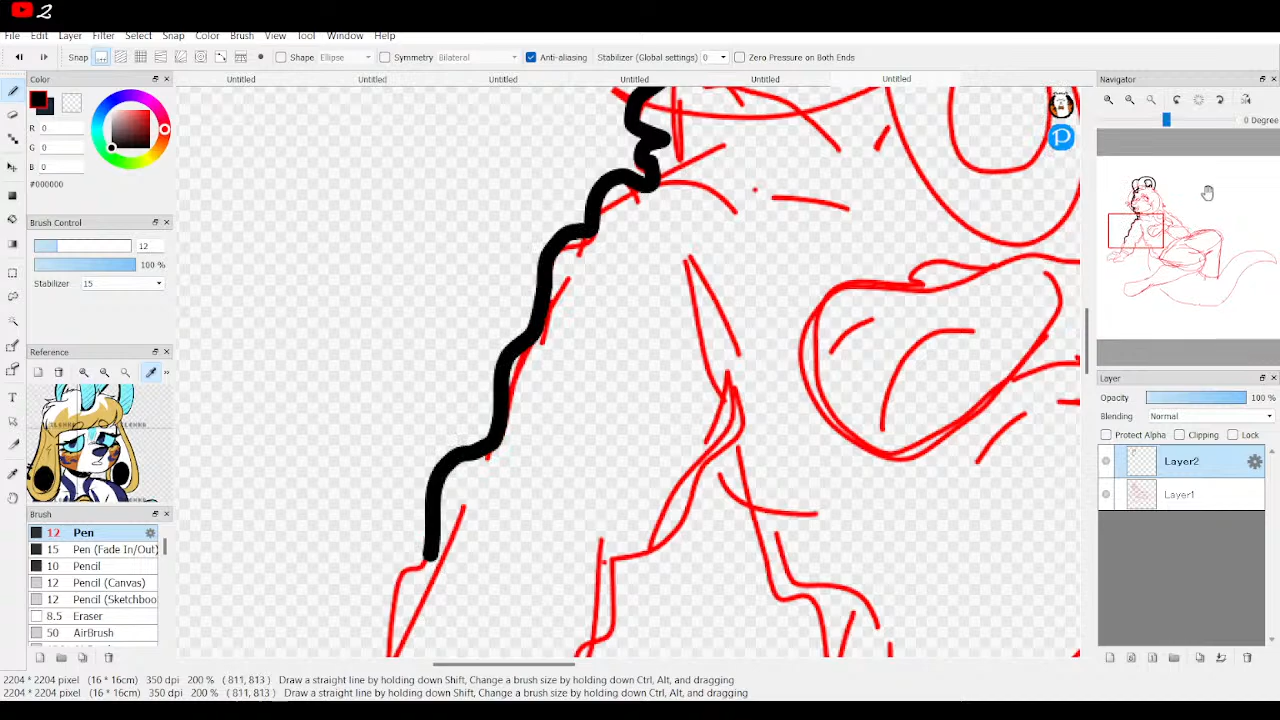 2
File Edit Layer Filter Select Snap Color Brush View Tool Window Help
Snap Shape Ellipse Symmetry Bilateral Anti-aliasing Stabilizer (Global settings) 0 Zero Pressure on Both Ends
Color
Untitled Untitled Untitled Untitled Untitled Untitled
Navigator
R 0
G 0
B 0
#000000
0 Degree
Brush Control
12
100 %
Stabilizer 15
Reference
Layer
Opacity 100 %
Blending Normal
Protect Alpha Clipping Lock
Layer2
Layer1
Brush
12 Pen
15 Pen (Fade In/Out)
10 Pencil
12 Pencil (Canvas)
12 Pencil (Sketchboo
8.5 Eraser
50 AirBrush
2204 * 2204 pixel (16 * 16cm) 350 dpi 200 % ( 811, 813 ) Draw a straight line by holding down Shift, Change a brush size by holding down Ctrl, Alt, and dragging
2204 * 2204 pixel (16 * 16cm) 350 dpi 200 % ( 811, 813 ) Draw a straight line by holding down Shift, Change a brush size by holding down Ctrl, Alt, and dragging